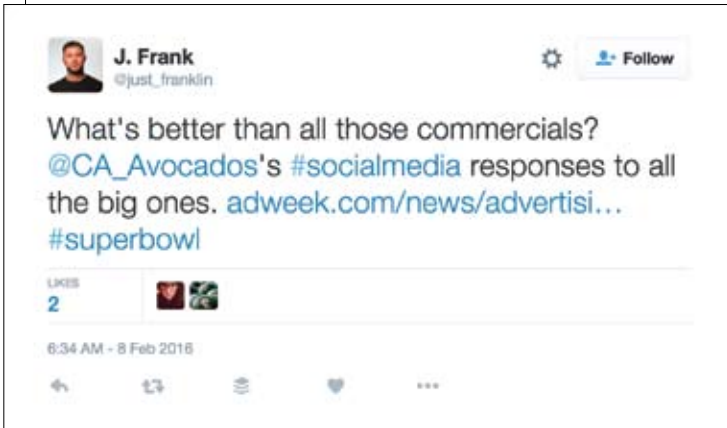 J. Frank
@just_franklin
Follow
What's better than all those commercials?
@CA_Avocados's #socialmedia responses to all
the big ones. adweek.com/news/advertisi...
#superbowl
LIKES
2
6:34 AM - 8 Feb 2016